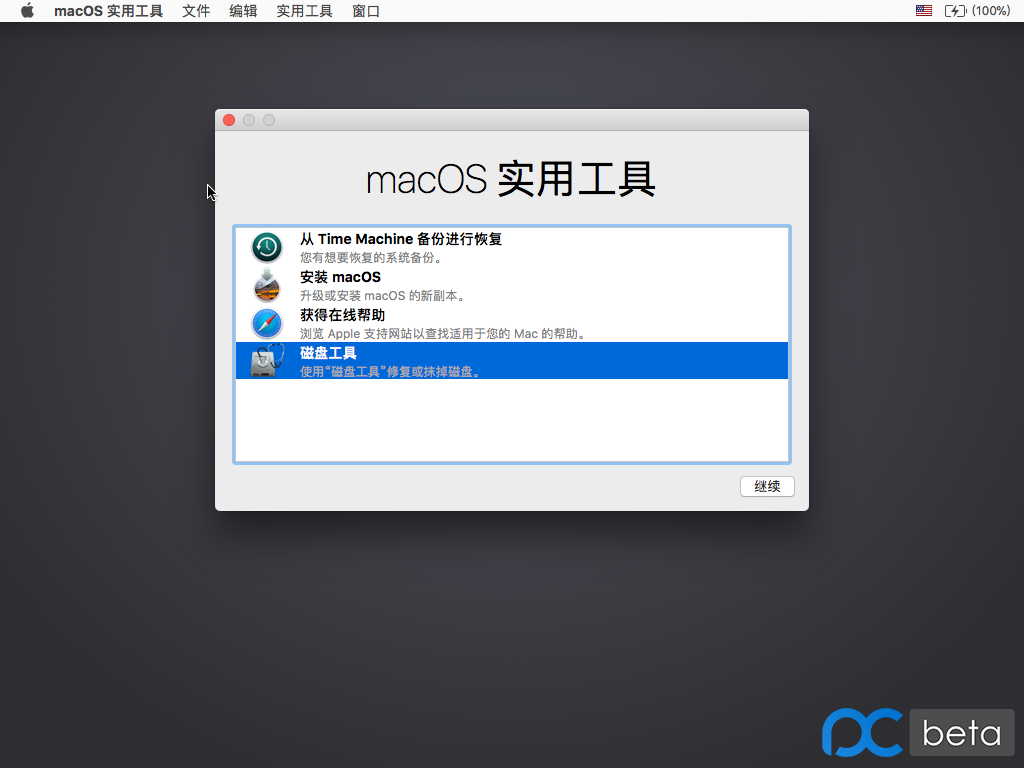 macOS 实用工具 文件 编辑 实用工具 窗口 (100%)
macOS 实用工具
从 Time Machine 备份进行恢复
您有想要恢复的系统备份。
安装 macOS
升级或安装 macOS 的新副本。
获得在线帮助
浏览 Apple 支持网站以查找适用于您的 Mac 的帮助。
磁盘工具
使用“磁盘工具”修复或抹掉磁盘。
继续
pc beta